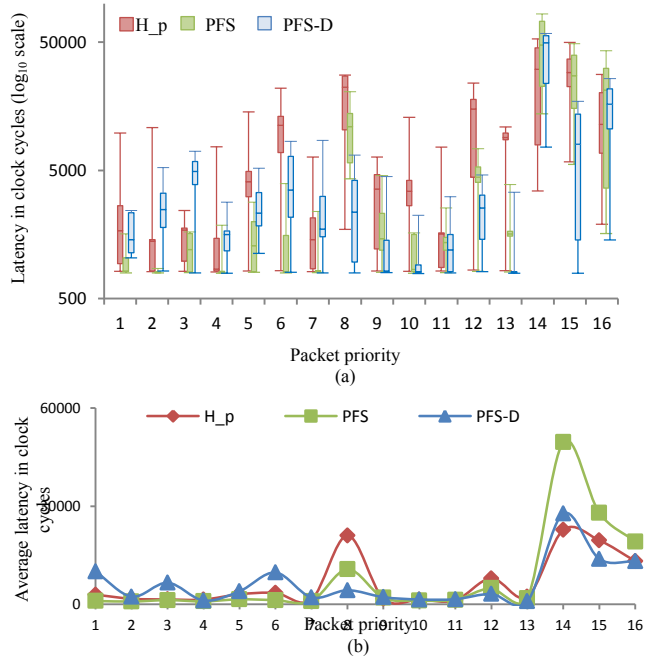 H_p PFS PFS-D
Latency in clock cycles (log10 scale)
50000
5000
500
1 2 3 4 5 6 7 8 9 10 11 12 13 14 15 16
Packet priority
(a)
H_p PFS PFS-D
Average latency in clock
cycles
60000
30000
0
1 2 3 4 5 6 7 8 9 10 11 12 13 14 15 16
Packet priority
(b)